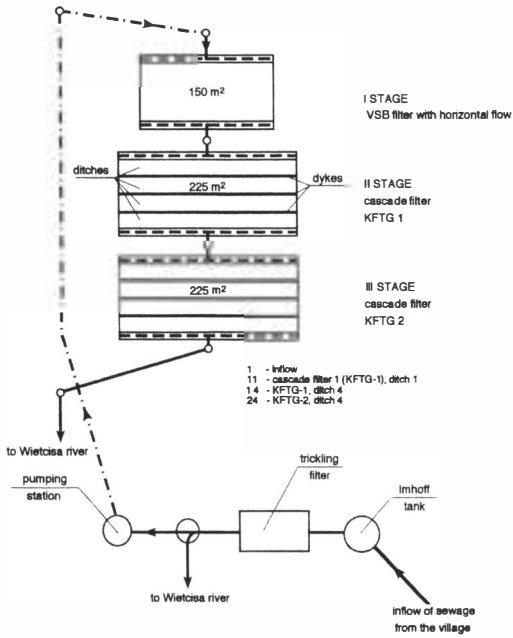 150 m²
I STAGE
VSB filter with horizontal flow
ditches
225 m²
dykes
II STAGE
cascade filter
KFTG 1
225 m²
III STAGE
cascade filter
KFTG 2
1 - Inflow
11 - cascade filter 1 (KFTG-1), ditch 1
14 - KFTG-1, ditch 4
24 - KFTG-2, ditch 4
to Wietcisa river
pumping
station
trickling
filter
Imhoff
tank
to Wietcisa river
inflow of sewage
from the village